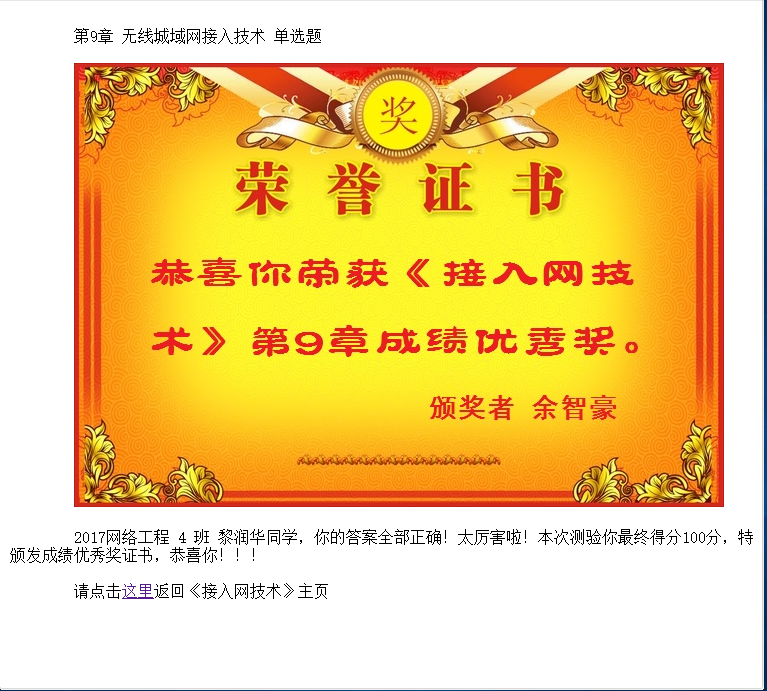 第9章 无线城域网接入技术 单选题
奖
荣誉证书
恭喜你荣获《接入网技
术》第9章成绩优秀奖。
颁奖者 余智豪
2017网络工程 4 班 黎润华同学，你的答案全部正确！太厉害啦！本次测验你最终得分100分，特
颁发成绩优秀奖证书，恭喜你！！！
请点击这里返回《接入网技术》主页